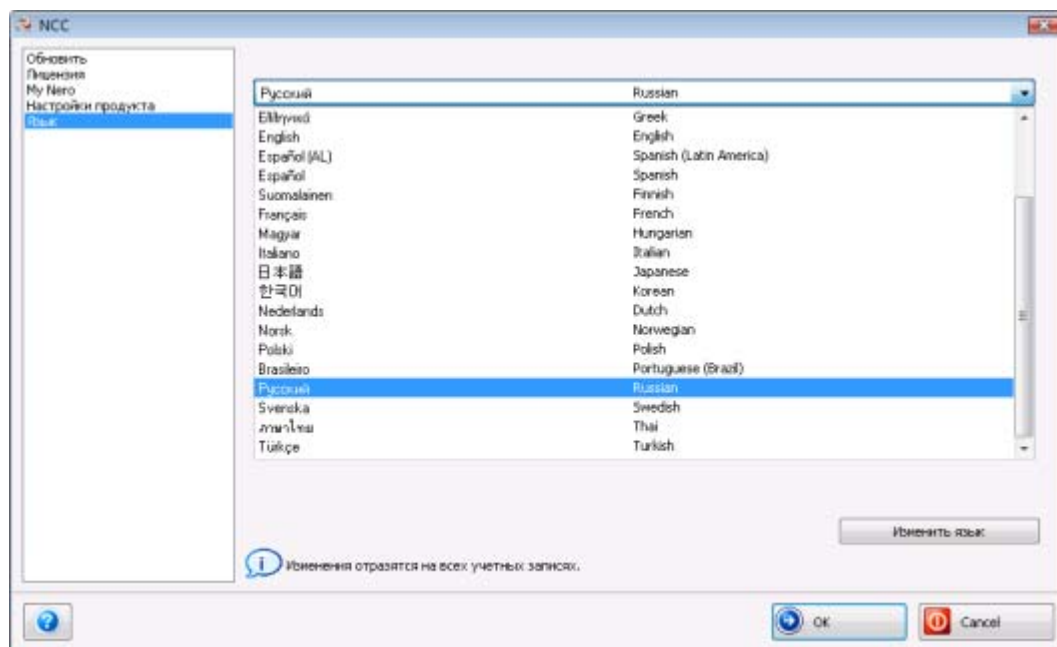 NCC
Обновить
Лицензия
My Nero
Настройки продукта
Язык
Русский Russian
Ελληνικά Greek
English English
Español (AL) Spanish (Latin America)
Español Spanish
Suomalainen Finnish
Français French
Magyar Hungarian
Italiano Italian
日本語 Japanese
한국어 Korean
Nederlands Dutch
Norsk Norwegian
Polski Polish
Brasileiro Portuguese (Brazil)
Русский Russian
Svenska Swedish
ภาษาไทย Thai
Türkçe Turkish
Изменить язык
Изменения отразятся на всех учетных записях.
OK
Cancel